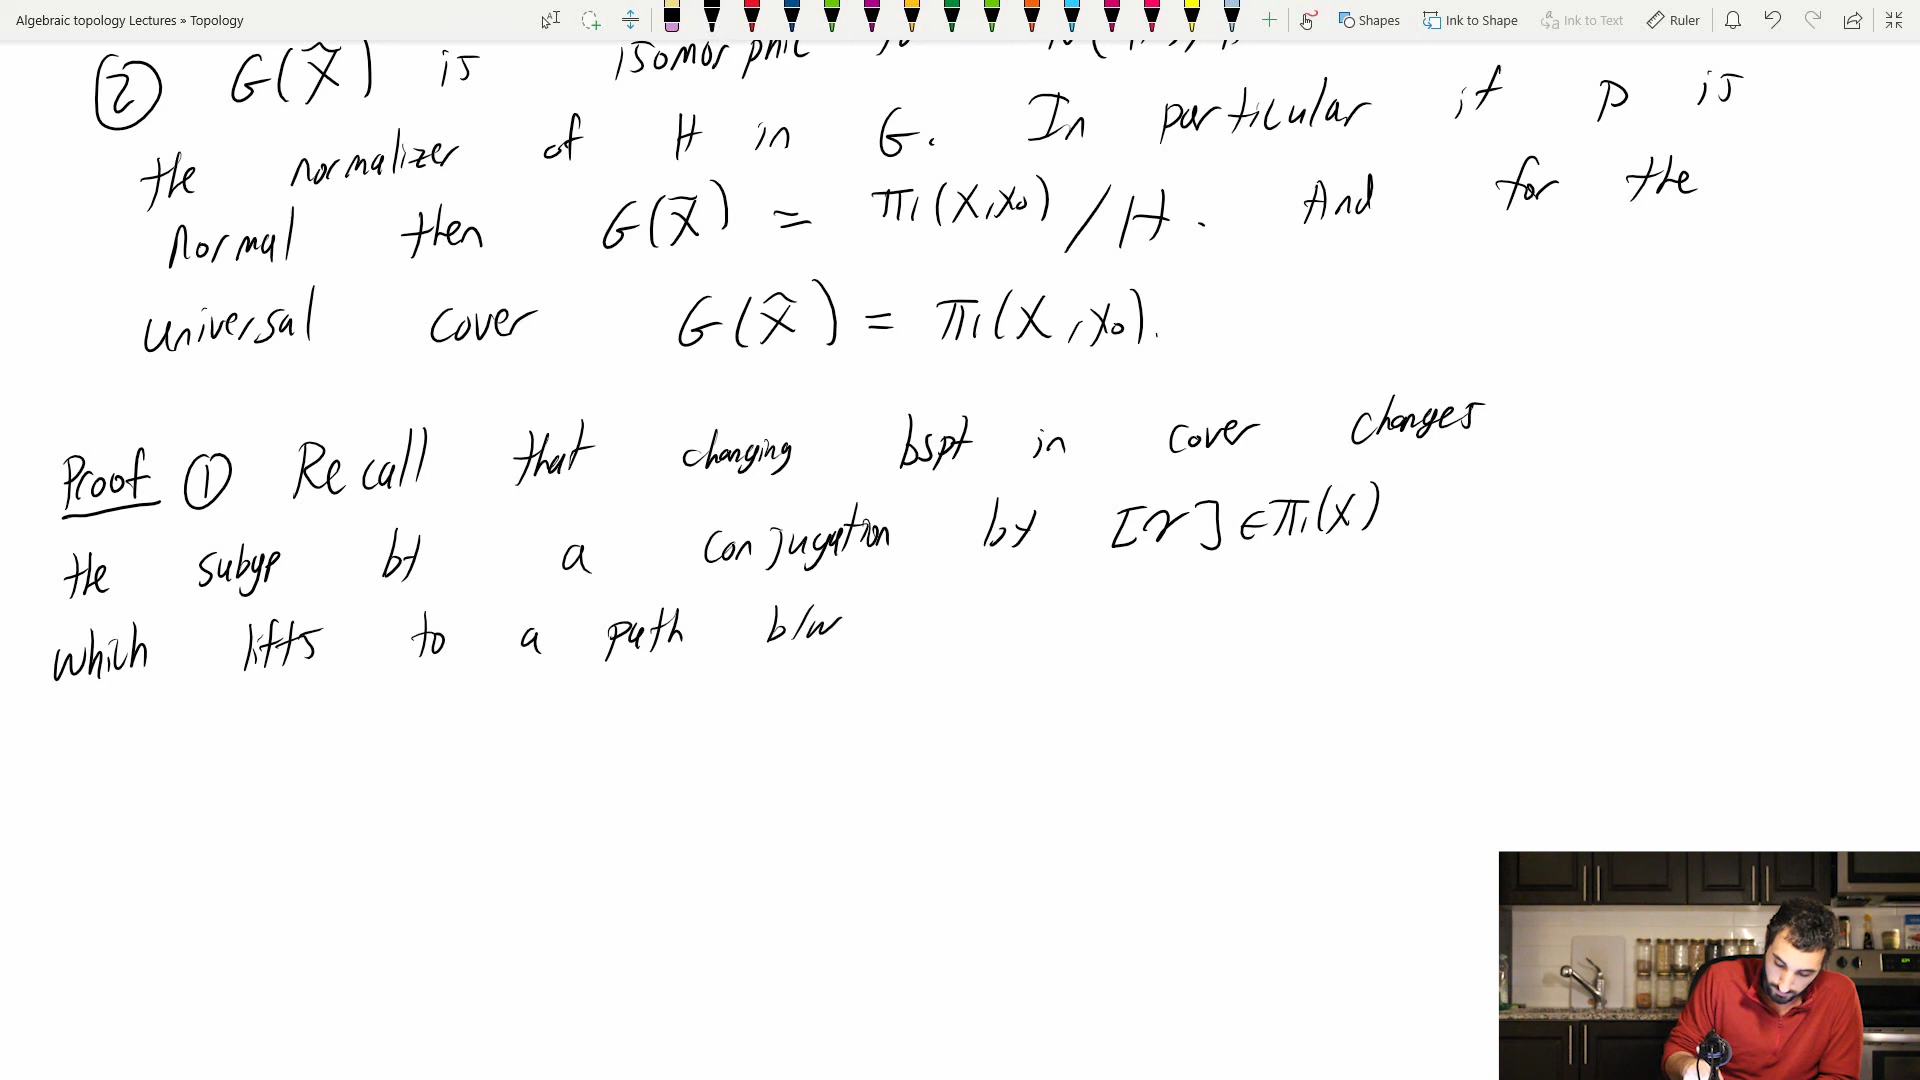 Algebraic topology Lectures » Topology
Shapes
Ink to Shape
Ink to Text
Ruler
② G(X̃) is isomorphic
the normalizer of H in G. In particular if p is
normal then G(X̃) = π₁(X,x₀)/H. And for the
universal cover G(X̃) = π₁(X,x₀).
Proof ① Recall that changing bspt in cover changes
the subgp by a conjugation by [γ] ∈ π₁(X)
which lifts to a path b/w